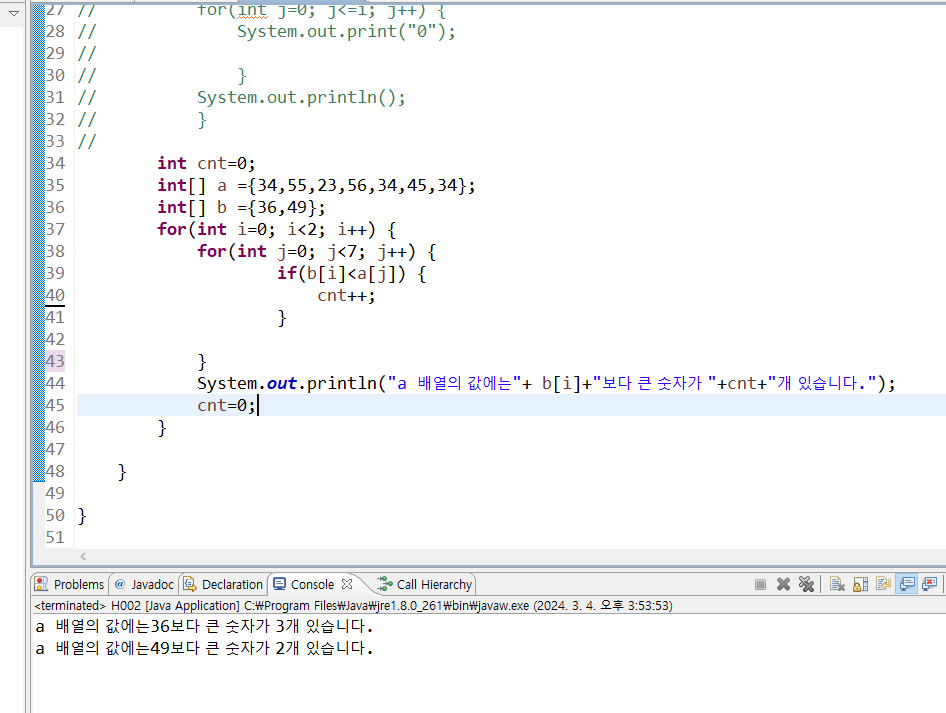 27 //          for(int j=0; j<=i; j++) {
28 //              System.out.print("0");
29 //
30 //              }
31 //          System.out.println();
32 //          }
33 //
34        int cnt=0;
35        int[] a ={34,55,23,56,34,45,34};
36        int[] b ={36,49};
37        for(int i=0; i<2; i++) {
38            for(int j=0; j<7; j++) {
39                    if(b[i]<a[j]) {
40                        cnt++;
41                    }
42
43            }
44            System.out.println("a 배열의 값에는"+ b[i]+"보다 큰 숫자가 "+cnt+"개 있습니다.");
45            cnt=0;
46        }
47
48    }
49
50 }
51
Problems @ Javadoc Declaration Console Call Hierarchy
<terminated> H002 [Java Application] C:₩Program Files₩Java₩jre1.8.0_261₩bin₩javaw.exe (2024. 3. 4. 오후 3:53:53)
a 배열의 값에는36보다 큰 숫자가 3개 있습니다.
a 배열의 값에는49보다 큰 숫자가 2개 있습니다.